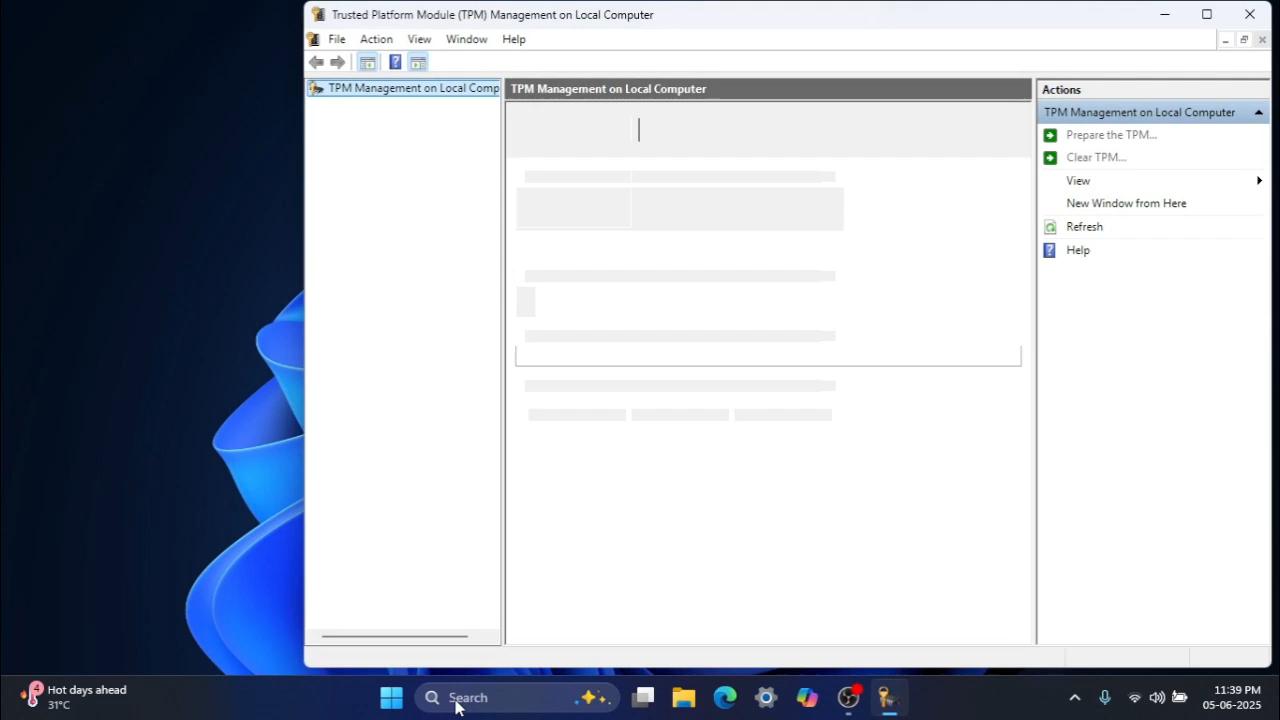 Trusted Platform Module (TPM) Management on Local Computer
File Action View Window Help
TPM Management on Local Comp
TPM Management on Local Computer
Actions
TPM Management on Local Computer
Prepare the TPM...
Clear TPM...
View
New Window from Here
Refresh
Help
4
Hot days ahead
31°C
Search
11:39 PM
05-06-2025